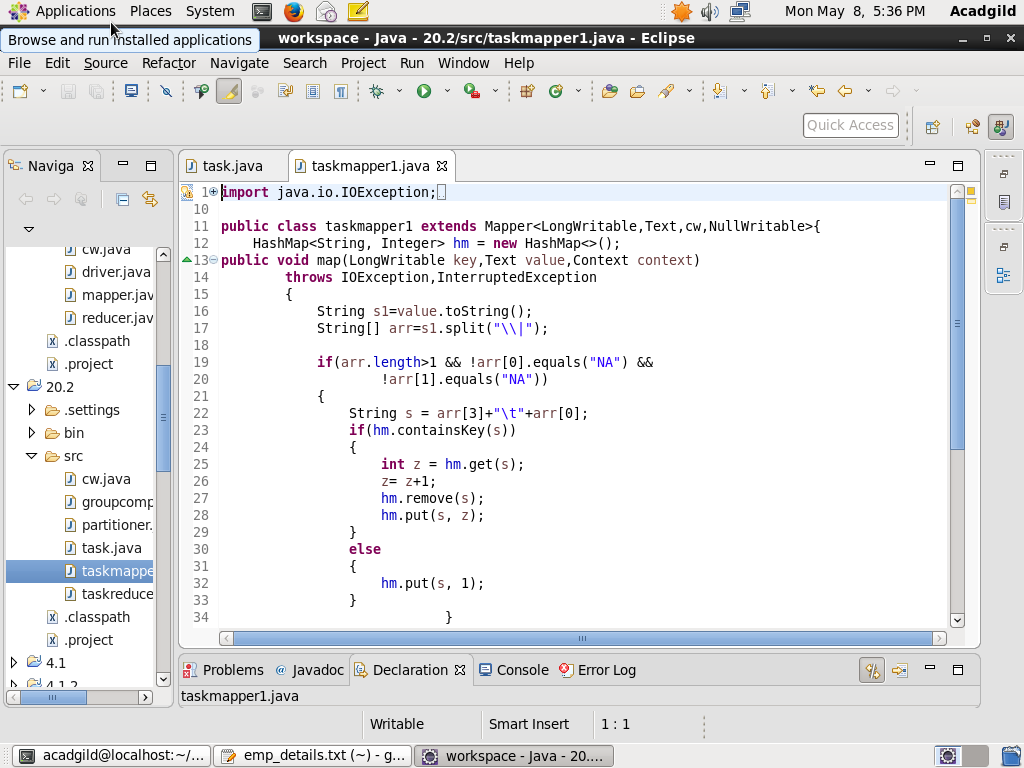 Applications Places System Mon May 8, 5:36 PM Acadgild
Browse and run installed applications
workspace - Java - 20.2/src/taskmapper1.java - Eclipse
File Edit Source Refactor Navigate Search Project Run Window Help
Quick Access
Naviga
task.java
taskmapper1.java
cw.java
driver.java
mapper.jav
reducer.jav
.classpath
.project
20.2
.settings
bin
src
cw.java
groupcomp
partitioner.
task.java
taskmappe
taskreduce
.classpath
.project
4.1
4.1.2
1 import java.io.IOException;
10
11 public class taskmapper1 extends Mapper<LongWritable,Text,cw,NullWritable>{
12 HashMap<String, Integer> hm = new HashMap<>();
13 public void map(LongWritable key,Text value,Context context)
14 throws IOException,InterruptedException
15 {
16 String s1=value.toString();
17 String[] arr=s1.split("\\|");
18
19 if(arr.length>1 && !arr[0].equals("NA") &&
20 !arr[1].equals("NA"))
21 {
22 String s = arr[3]+"\t"+arr[0];
23 if(hm.containsKey(s))
24 {
25 int z = hm.get(s);
26 z= z+1;
27 hm.remove(s);
28 hm.put(s, z);
29 }
30 else
31 {
32 hm.put(s, 1);
33 }
34 }
Problems @ Javadoc Declaration Console Error Log
taskmapper1.java
Writable Smart Insert 1 : 1
acadgild@localhost:~/... emp_details.txt (~) - g... workspace - Java - 20....